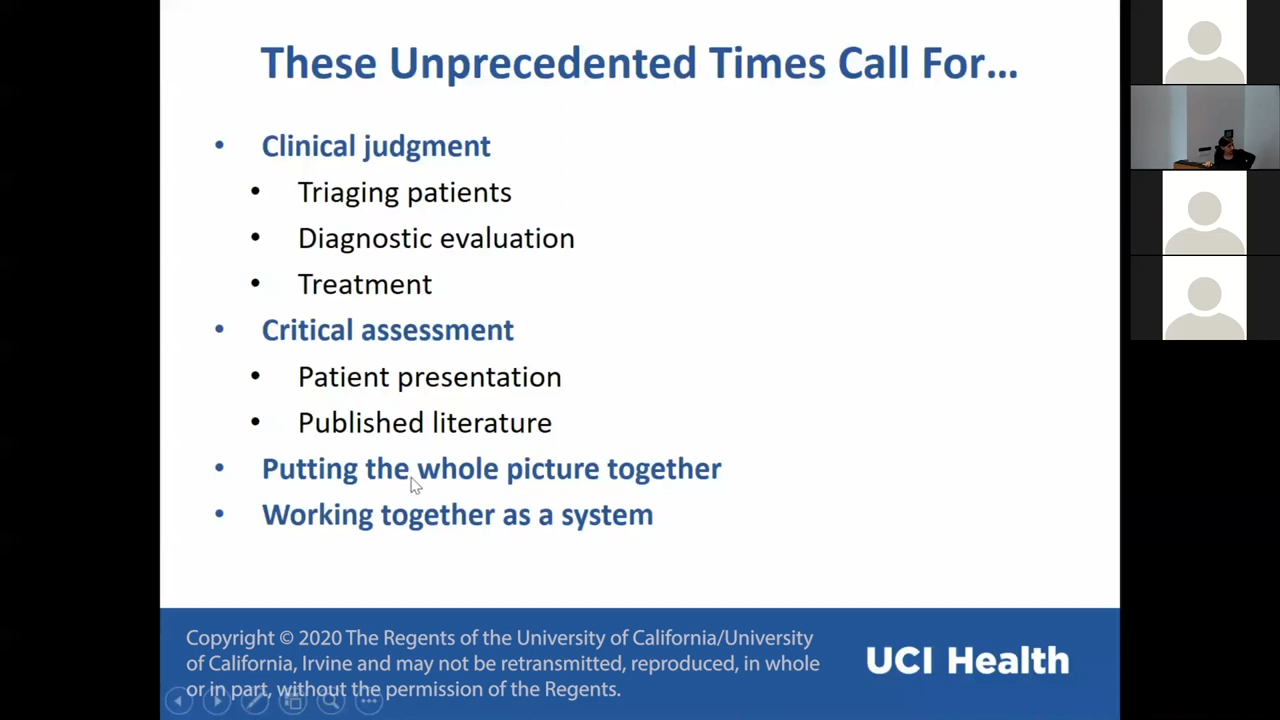 These Unprecedented Times Call For...
• Clinical judgment
• Triaging patients
• Diagnostic evaluation
• Treatment
• Critical assessment
• Patient presentation
• Published literature
• Putting the whole picture together
• Working together as a system
Copyright © 2020 The Regents of the University of California/University
of California, Irvine and may not be retransmitted, reproduced, in whole
or in part, without the permission of the Regents.
UCI Health